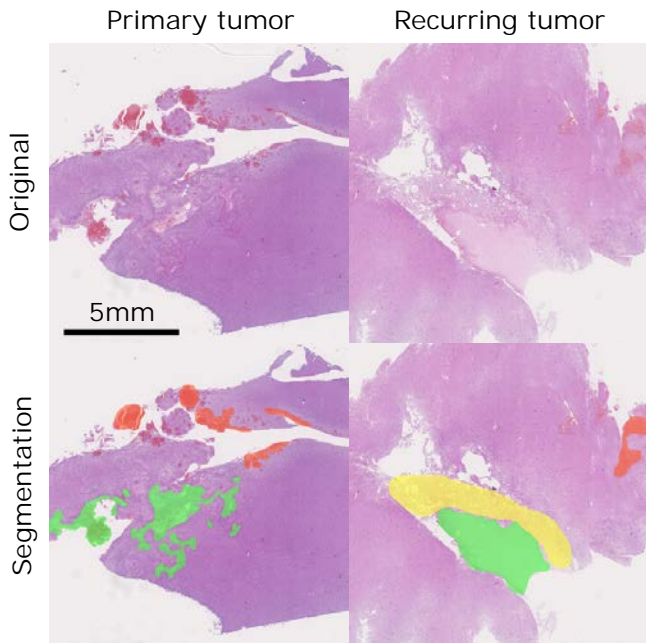 Primary tumor
Recurring tumor
Original
5mm
Segmentation